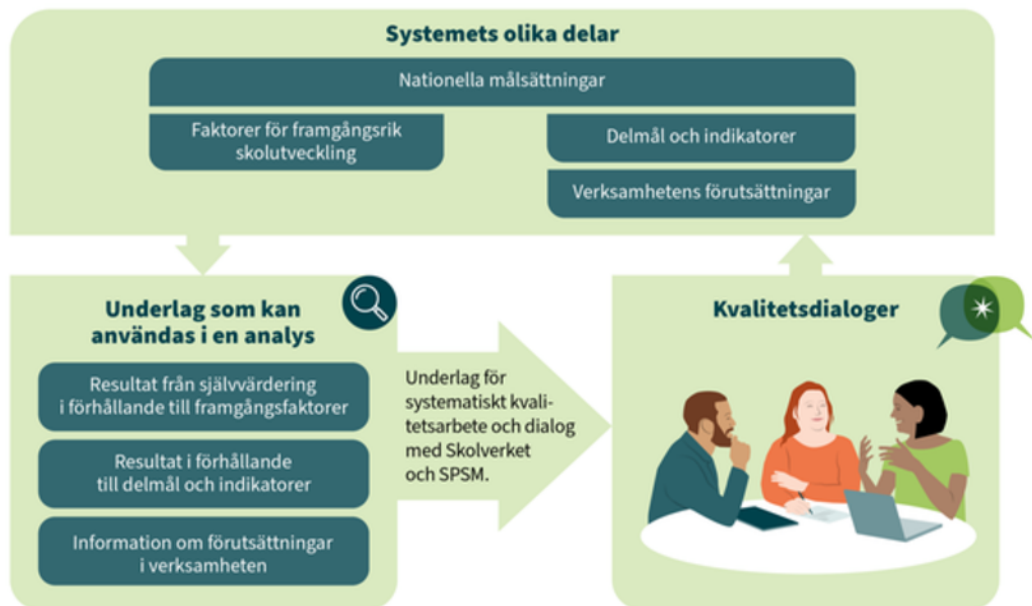 Systemets olika delar
Nationella målsättningar
Faktorer för framgångsrik
skolutveckling
Delmål och indikatorer
Verksamhetens förutsättningar
Underlag som kan
användas i en analys
Resultat från självvärdering
i förhållande till framgångsfaktorer
Resultat i förhållande
till delmål och indikatorer
Information om förutsättningar
i verksamheten
Underlag för
systematiskt kvali-
tetsarbete och dialog
med Skolverket
och SPSM.
Kvalitetsdialoger